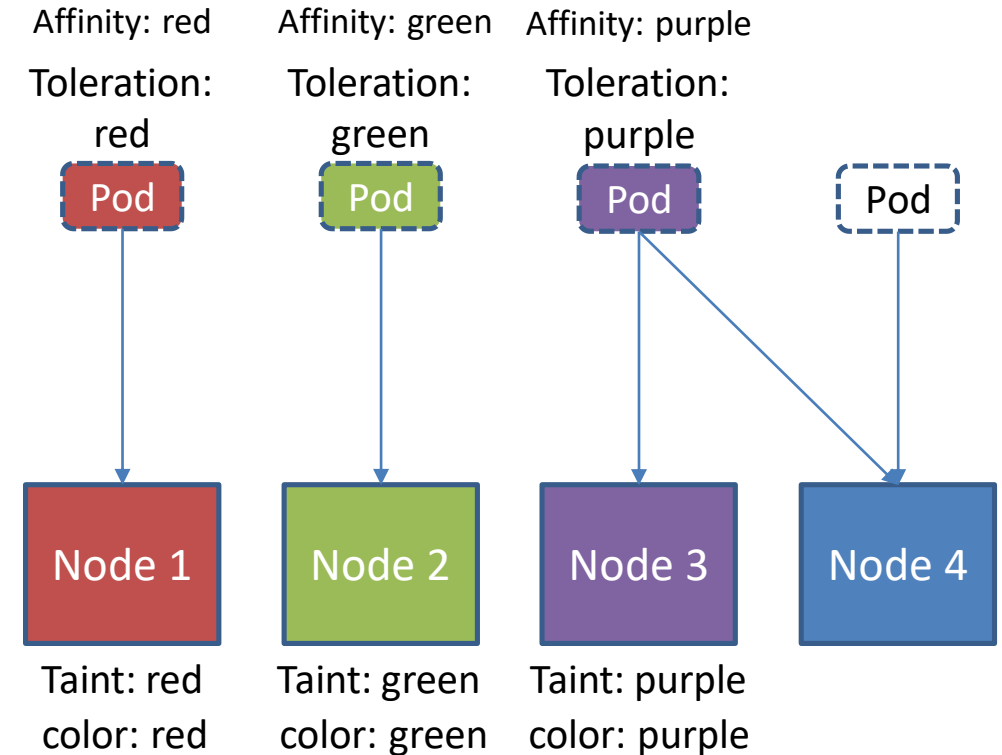 Affinity: red
Affinity: green
Affinity: purple
Toleration:
red
Toleration:
green
Toleration:
purple
Pod
Pod
Pod
Pod
Node 1
Node 2
Node 3
Node 4
Taint: red
color: red
Taint: green
color: green
Taint: purple
color: purple